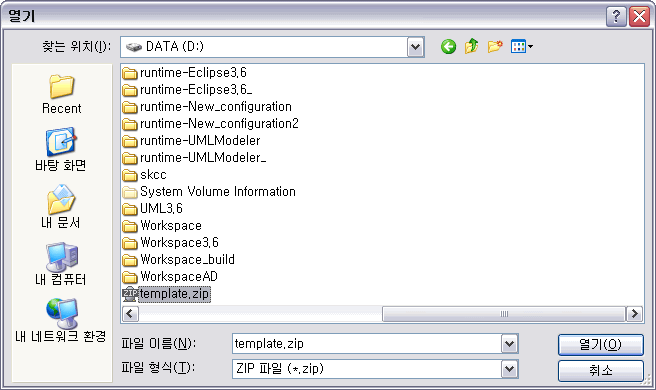 열기
찾는 위치(I):
DATA (D:)
Recent
바탕 화면
내 문서
내 컴퓨터
내 네트워크 환경
runtime-Eclipse3,6
runtime-Eclipse3,6_
runtime-New_configuration
runtime-New_configuration2
runtime-UMLModeler
runtime-UMLModeler_
skcc
System Volume Information
UML3,6
Workspace
Workspace3,6
Workspace_build
WorkspaceAD
ZIP template,zip
파일 이름(N):
template,zip
열기(O)
파일 형식(T):
ZIP 파일 (*,zip)
취소